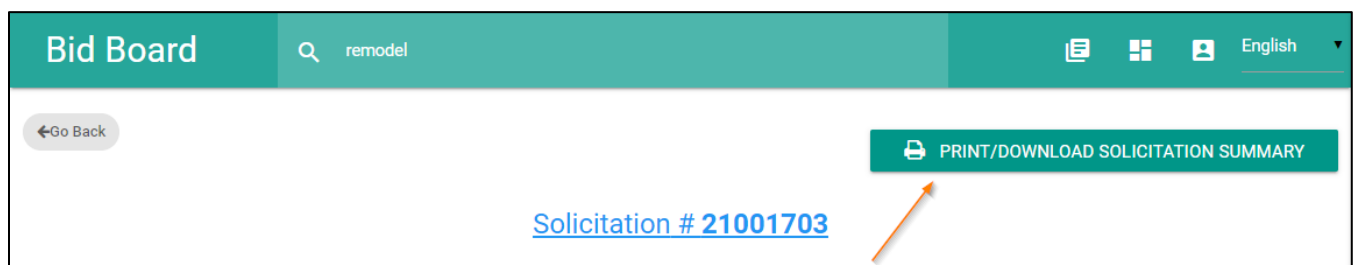 Bid Board
remodel
English
Go Back
PRINT/DOWNLOAD SOLICITATION SUMMARY
Solicitation # 21001703